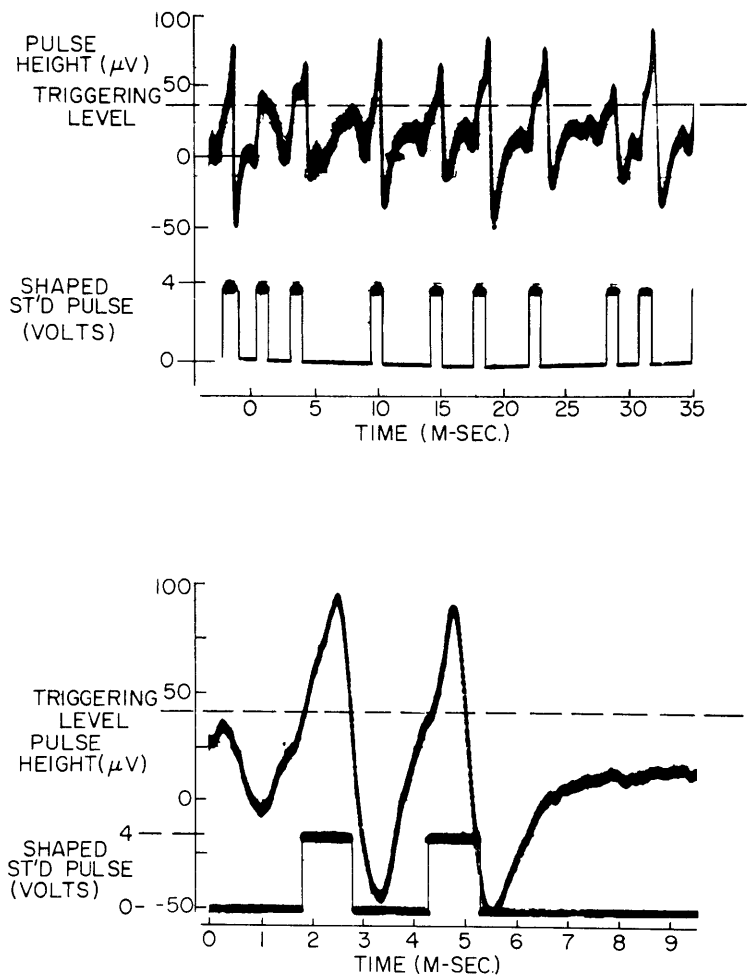 100
PULSE
HEIGHT (μV)
50
TRIGGERING
LEVEL
0
-50
SHAPED
ST'D PULSE
(VOLTS)
4
0
0 5 10 15 20 25 30 35
TIME (M-SEC.)
100
TRIGGERING
LEVEL
50
PULSE
HEIGHT(μV)
0
SHAPED
ST'D PULSE
(VOLTS)
4
0-
-50
0 1 2 3 4 5 6 7 8 9
TIME (M-SEC.)